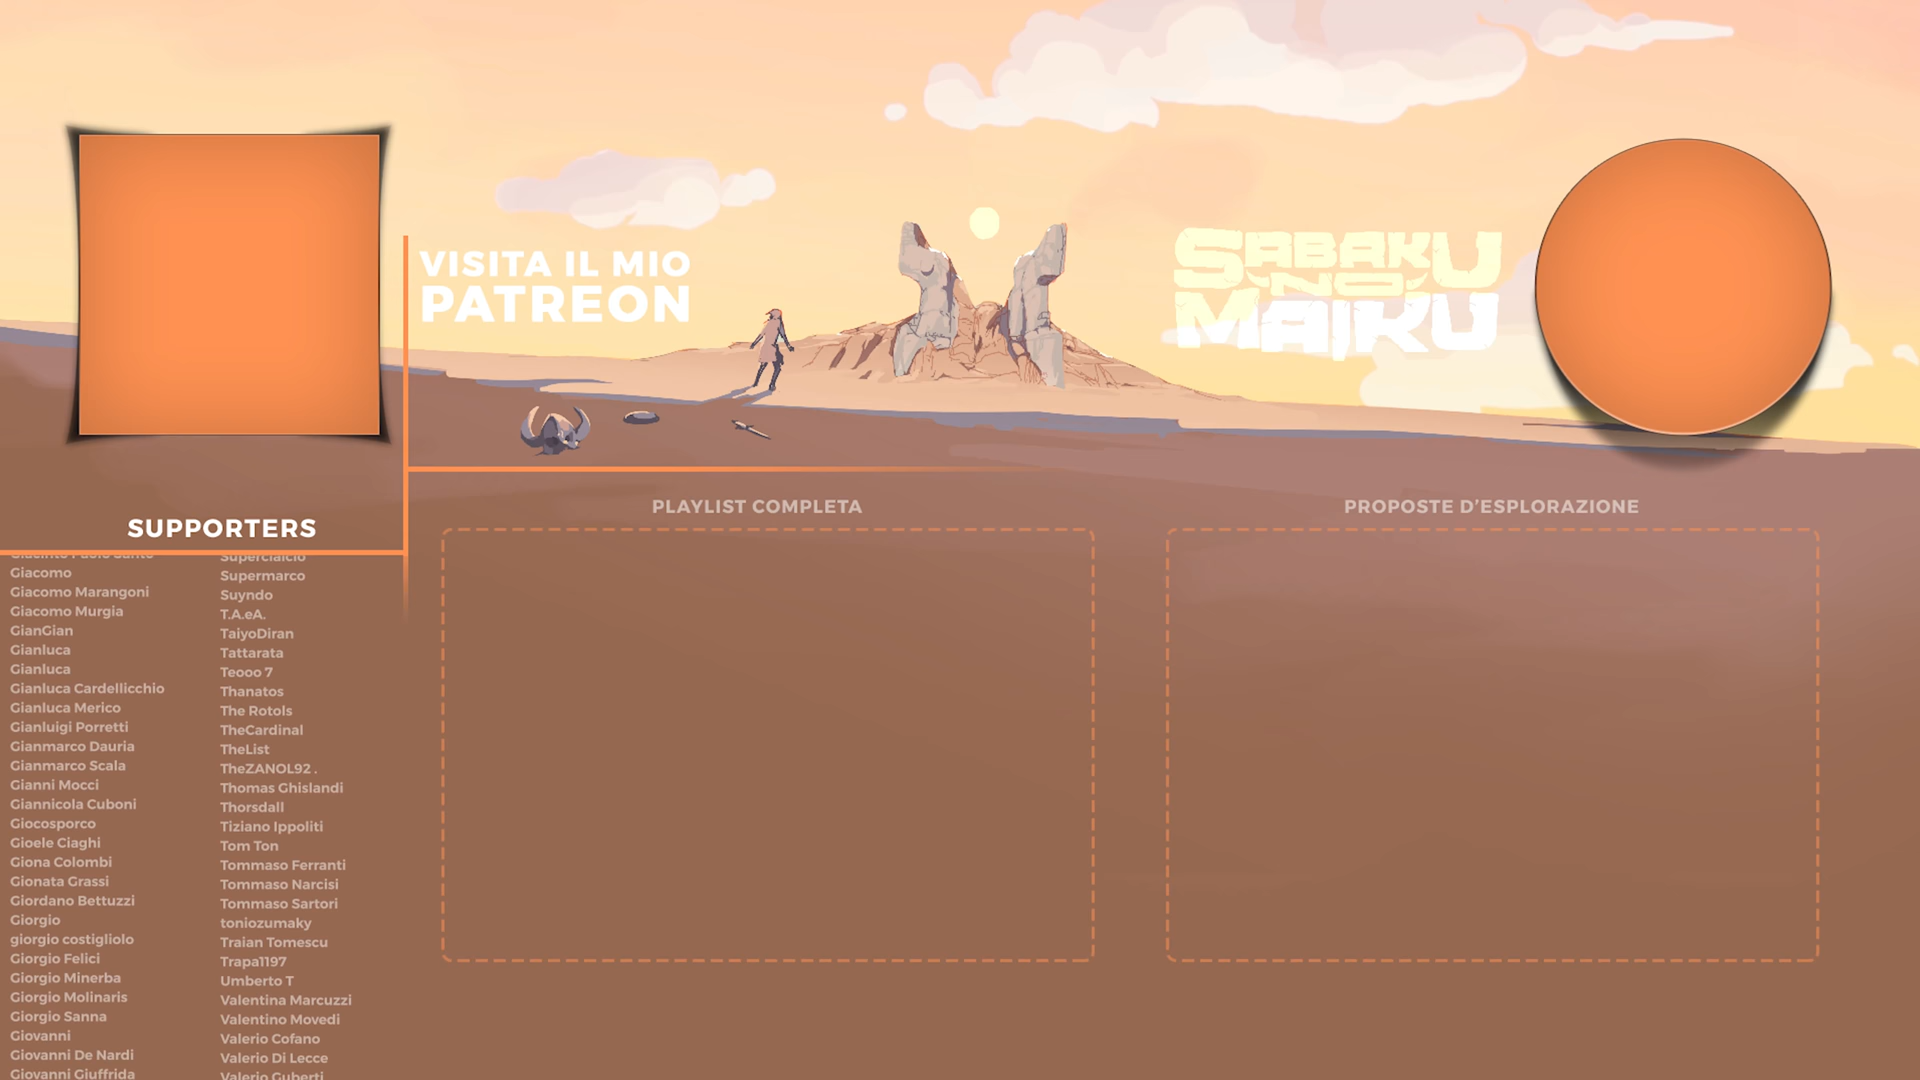 VISITA IL MIO
PATREON
SABAKU
NO
MAIKU
SUPPORTERS
PLAYLIST COMPLETA
PROPOSTE D'ESPLORAZIONE
Giacomo
Giacomo Marangoni
Giacomo Murgia
GianGian
Gianluca
Gianluca
Gianluca Cardellicchio
Gianluca Merico
Gianluigi Porretti
Gianmarco Dauria
Gianmarco Scala
Gianni Mocci
Giannicola Cuboni
Giocosporco
Gioele Ciaghi
Giona Colombi
Gionata Grassi
Giordano Bettuzzi
Giorgio
giorgio costigliolo
Giorgio Felici
Giorgio Minerba
Giorgio Molinaris
Giorgio Sanna
Giovanni
Giovanni De Nardi
Giovanni Giuffrida
Supermarco
Suyndo
T.A.eA.
TaiyoDiran
Tattarata
Teooo 7
Thanatos
The Rotols
TheCardinal
TheList
TheZANOL92 .
Thomas Ghislandi
Thorsdall
Tiziano Ippoliti
Tom Ton
Tommaso Ferranti
Tommaso Narcisi
Tommaso Sartori
toniozumaky
Traian Tomescu
Trapa1197
Umberto T
Valentina Marcuzzi
Valentino Movedi
Valerio Cofano
Valerio Di Lecce
Valerio Guberti